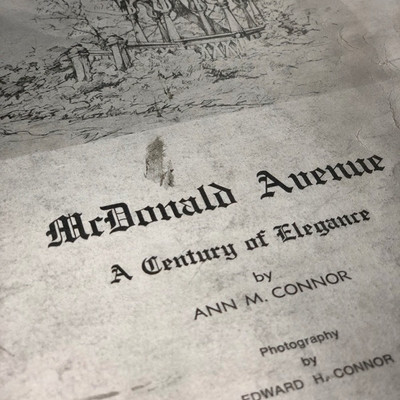 McDonald Avenue
A Century of Elegance
by
ANN M. CONNOR
Photography
by
EDWARD H. CONNOR